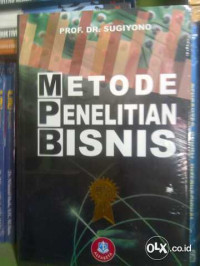 PROF. DR. SUGIYONO
METODE
PENELITIAN
BISNIS
OLX.co.id